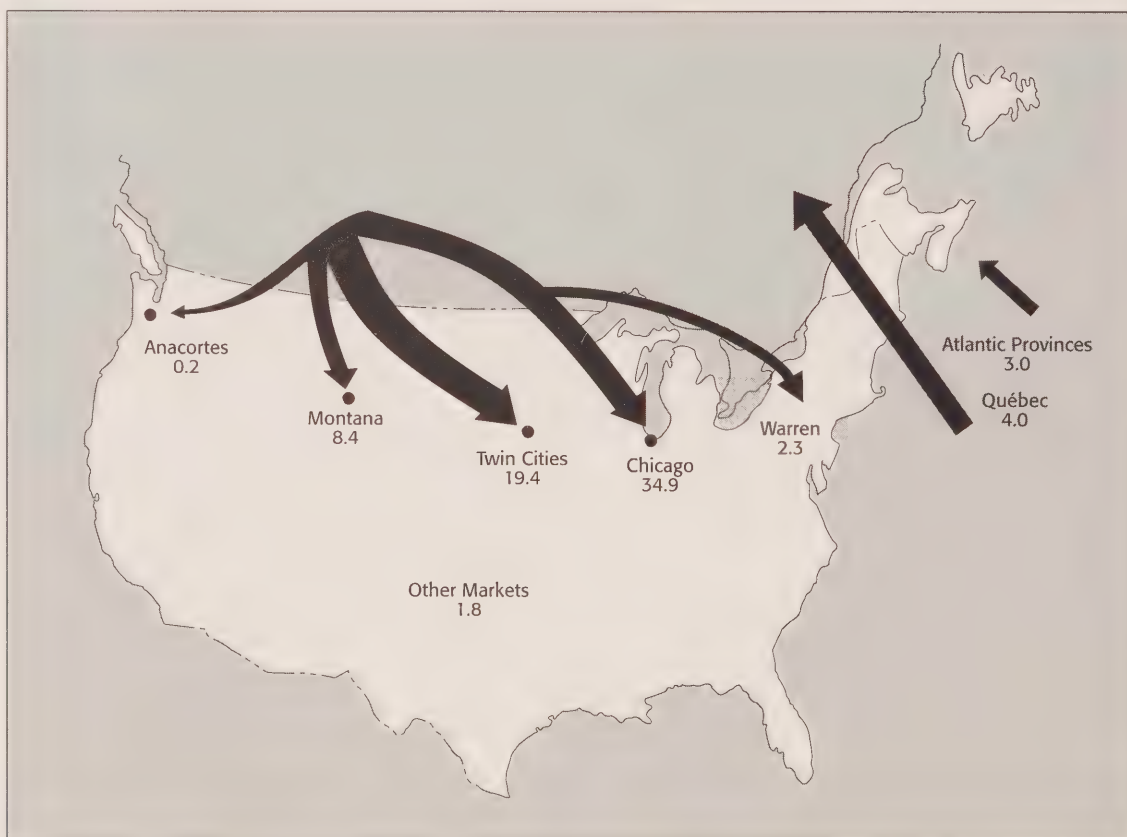 Anacortes
0.2
Montana
8.4
Twin Cities
19.4
Chicago
34.9
Warren
2.3
Atlantic Provinces
3.0
Québec
4.0
Other Markets
1.8